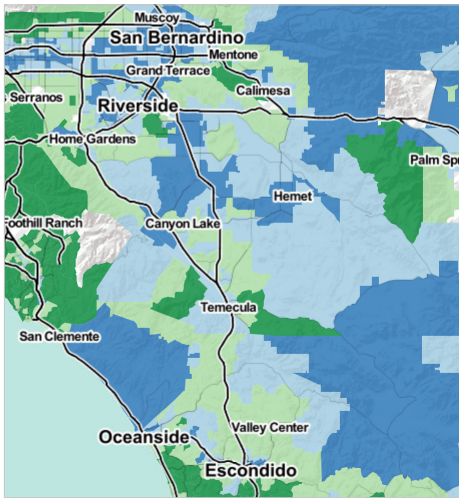 Muscoy
San Bernardino
Mentone
Grand Terrace
Calimesa
s Serranos
Riverside
Home Gardens
Palm Spr
Hemet
Foothill Ranch
Canyon Lake
Temecula
San Clemente
Valley Center
Oceanside
Escondido